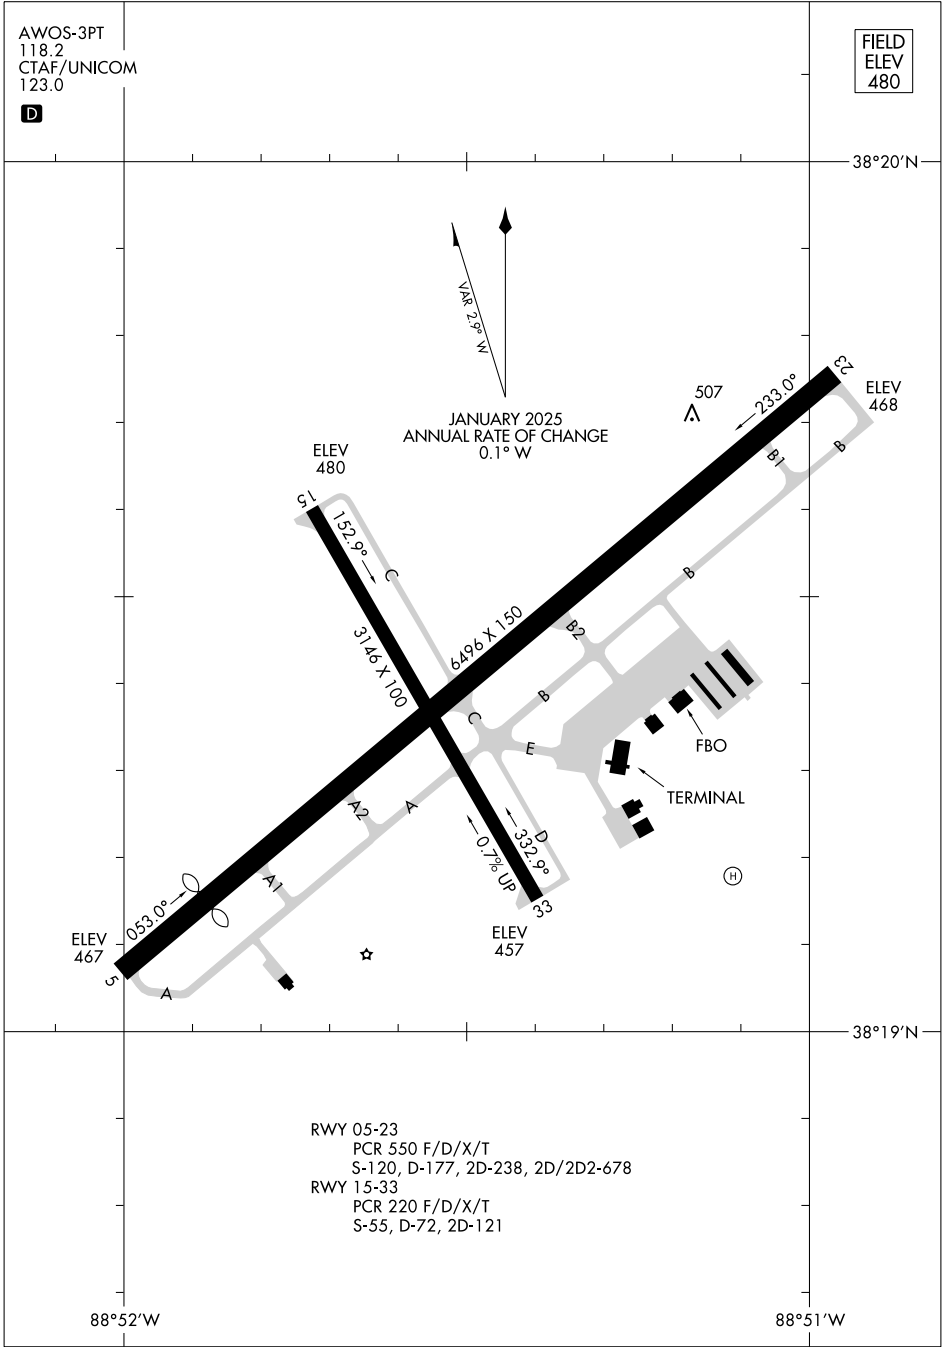 AWOS-3PT
118.2
CTAF/UNICOM
123.0
D
FIELD
ELEV
480
38°20'N
VAR 2.9° W
JANUARY 2025
ANNUAL RATE OF CHANGE
0.1° W
507
233.0°
23
ELEV
468
B
B1
ELEV
480
15
152.9°
C
B
6496 X 150
B2
3146 X 100
B
C
E
FBO
TERMINAL
A2
A
D
332.9°
0.7% UP
H
A1
053.0°
33
ELEV
457
ELEV
467
5
A
38°19'N
RWY 05-23
PCR 550 F/D/X/T
S-120, D-177, 2D-238, 2D/2D2-678
RWY 15-33
PCR 220 F/D/X/T
S-55, D-72, 2D-121
88°52'W
88°51'W